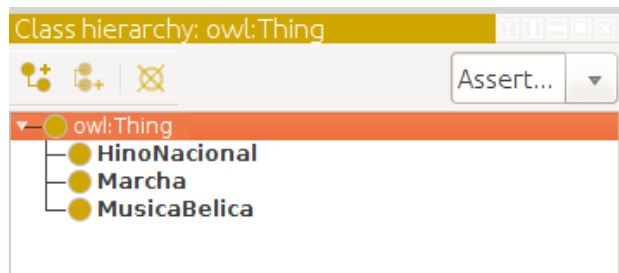 Class hierarchy: owl:Thing
Assert...
owl:Thing
HinoNacional
Marcha
MusicaBelica